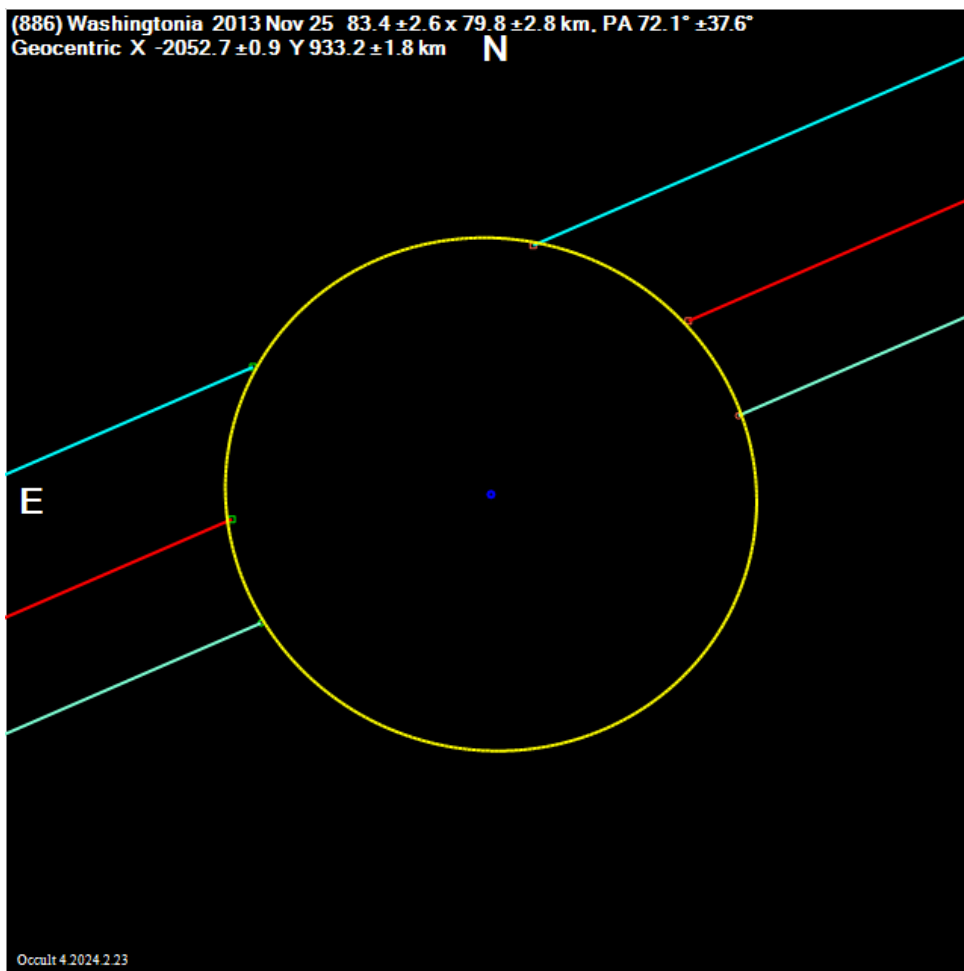 (886) Washingtonia 2013 Nov 25 83.4 ±2.6 x 79.8 ±2.8 km, PA 72.1° ±37.6°
Geocentric X -2052.7 ±0.9 Y 933.2 ±1.8 km
N
E
Occult 4.2024.2.23